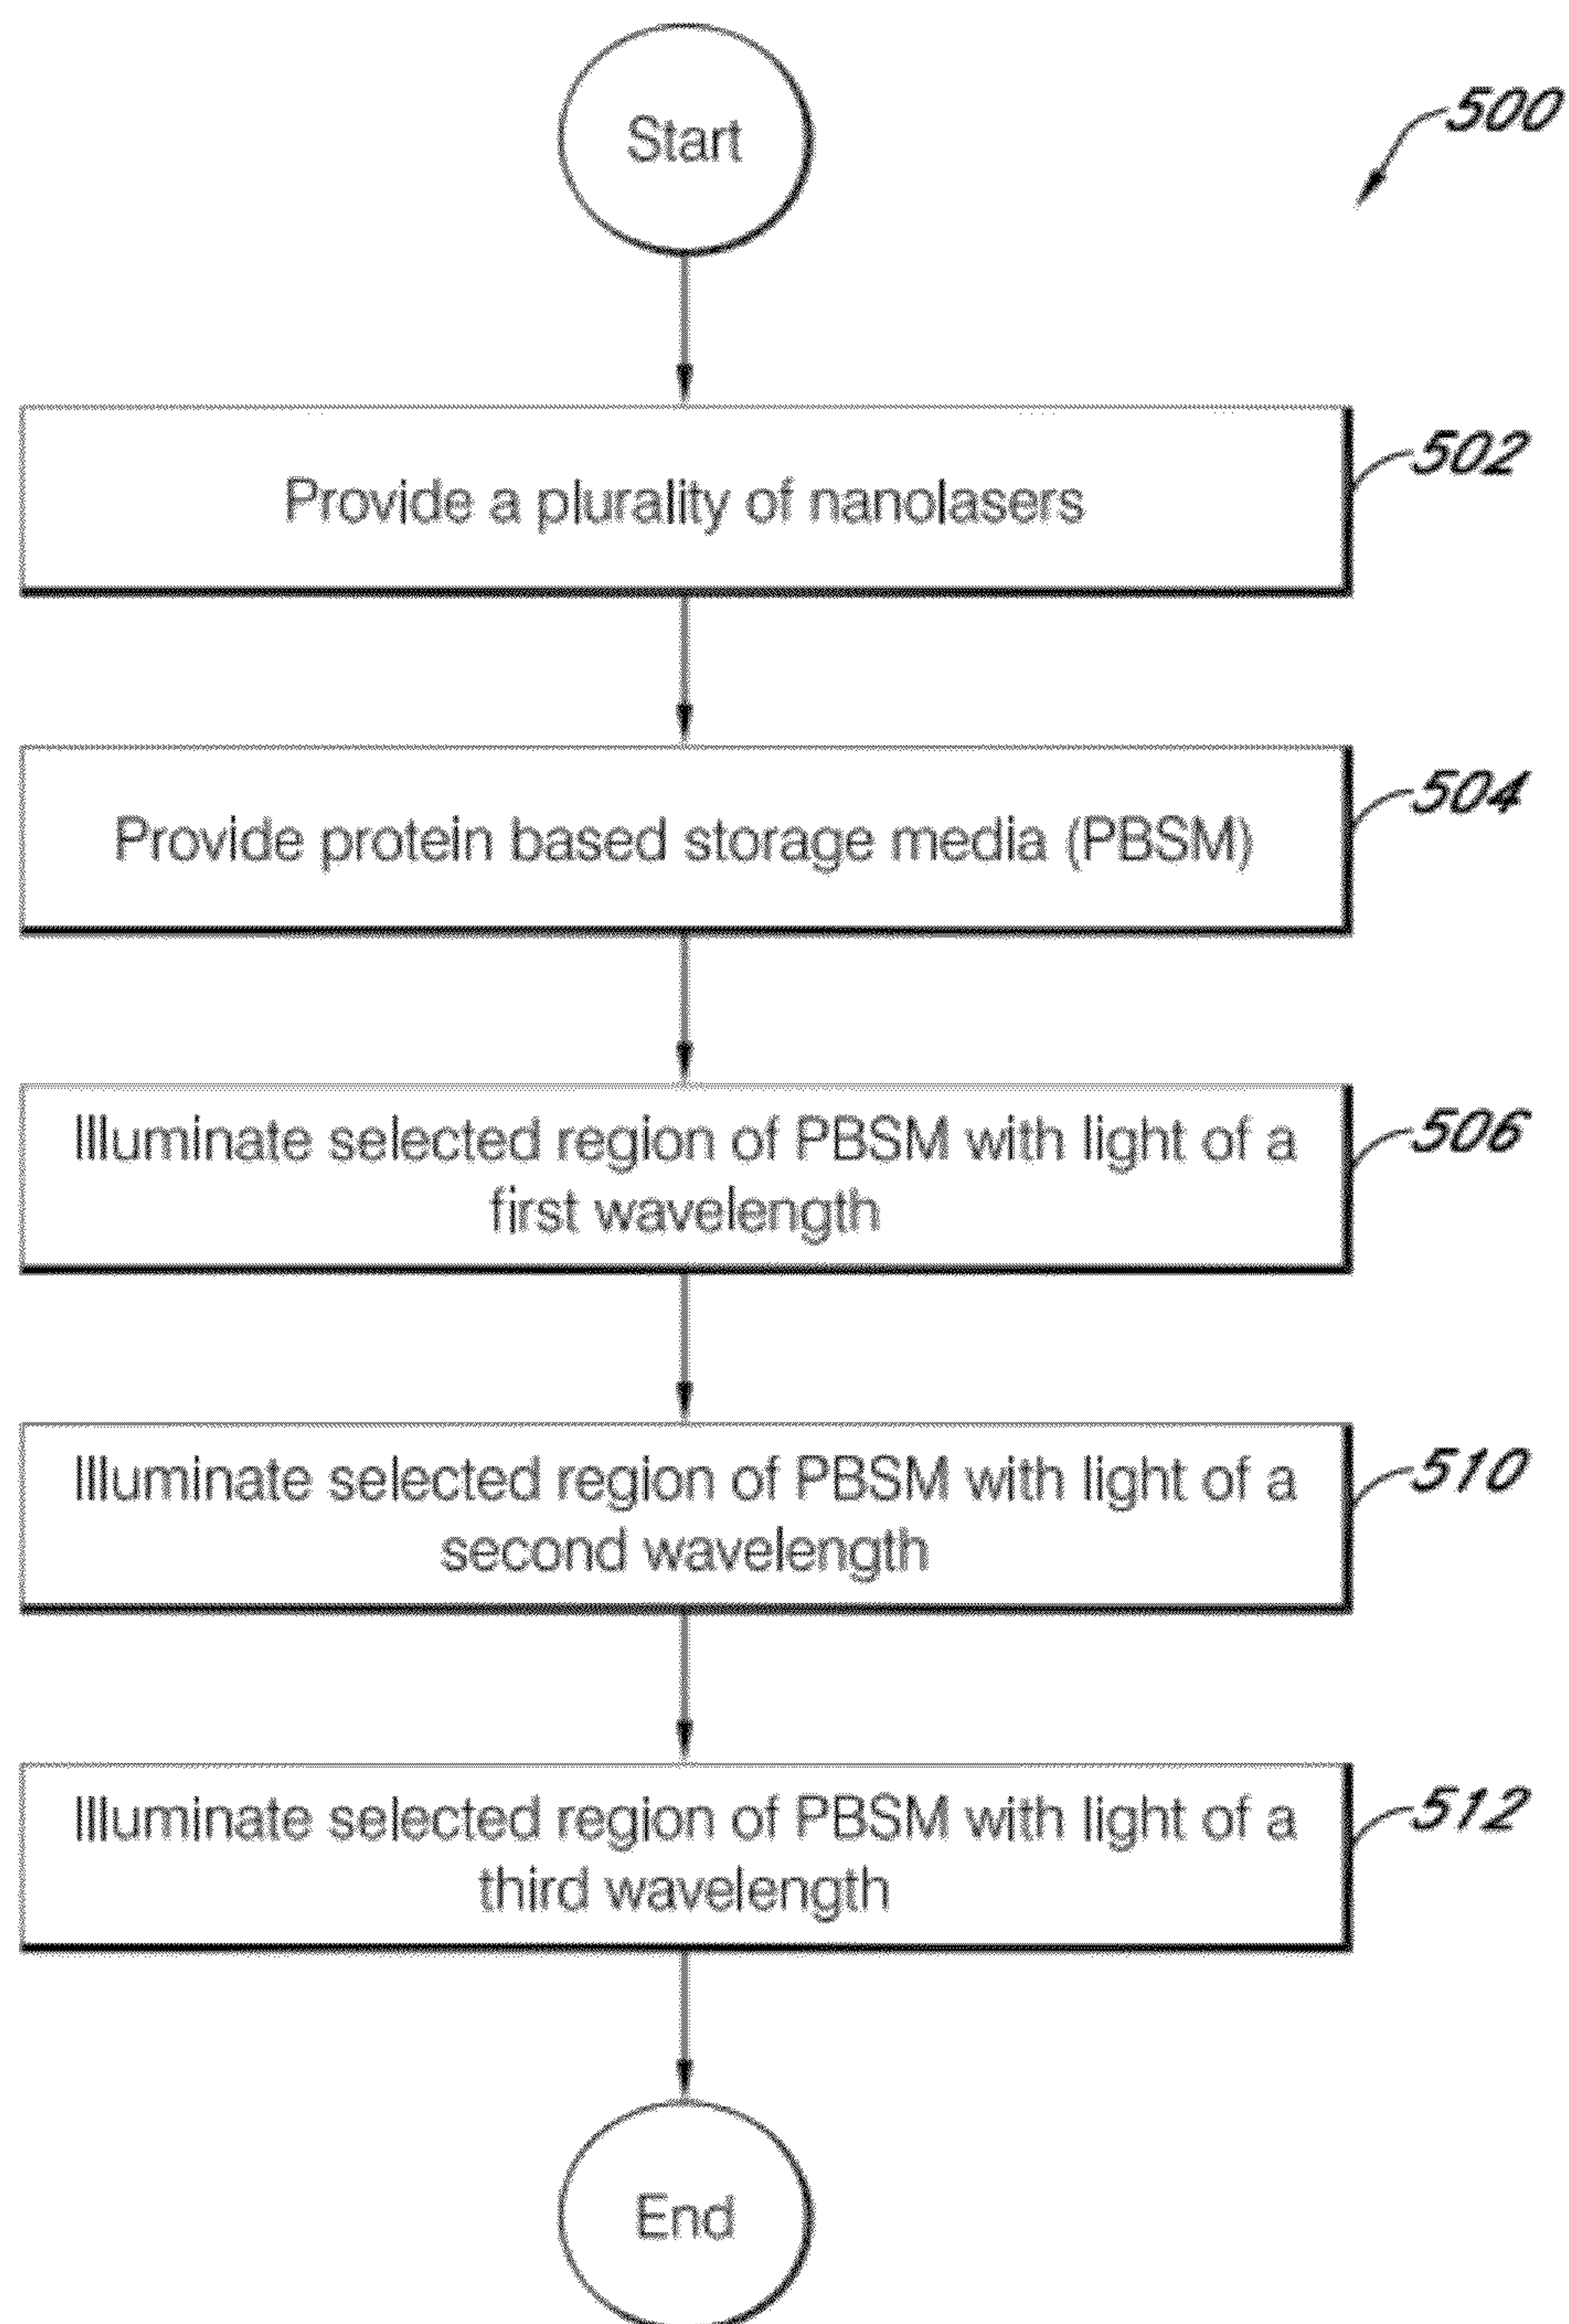 Start
500
Provide a plurality of nanolasers
502
Provide protein based storage media (PBSM)
504
Illuminate selected region of PBSM with light of a
first wavelength
506
Illuminate selected region of PBSM with light of a
second wavelength
510
Illuminate selected region of PBSM with light of a
third wavelength
512
End